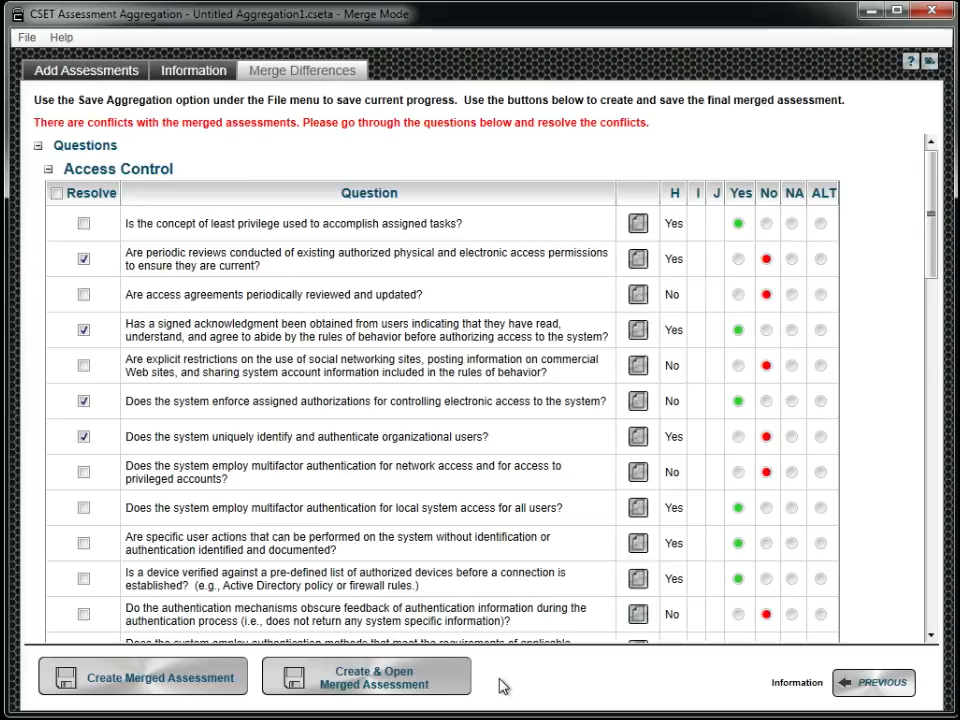 CSET Assessment Aggregation - Untitled Aggregation1.cseta - Merge Mode
File Help
Add Assessments Information Merge Differences
Use the Save Aggregation option under the File menu to save current progress. Use the buttons below to create and save the final merged assessment.
There are conflicts with the merged assessments. Please go through the questions below and resolve the conflicts.
Questions
Access Control
Resolve Question H I J Yes No NA ALT
Is the concept of least privilege used to accomplish assigned tasks? Yes
Are periodic reviews conducted of existing authorized physical and electronic access permissions
to ensure they are current? Yes
Are access agreements periodically reviewed and updated? No
Has a signed acknowledgment been obtained from users indicating that they have read,
understand, and agree to abide by the rules of behavior before authorizing access to the system? Yes
Are explicit restrictions on the use of social networking sites, posting information on commercial
Web sites, and sharing system account information included in the rules of behavior? No
Does the system enforce assigned authorizations for controlling electronic access to the system? No
Does the system uniquely identify and authenticate organizational users? Yes
Does the system employ multifactor authentication for network access and for access to
privileged accounts? No
Does the system employ multifactor authentication for local system access for all users? Yes
Are specific user actions that can be performed on the system without identification or
authentication identified and documented? Yes
Is a device verified against a pre-defined list of authorized devices before a connection is
established? (e.g., Active Directory policy or firewall rules.) Yes
Do the authentication mechanisms obscure feedback of authentication information during the
authentication process (i.e., does not return any system specific information)? No
Does the system employ authentication methods that meet the requirements of applicable
Create Merged Assessment
Create & Open
Merged Assessment
Information PREVIOUS